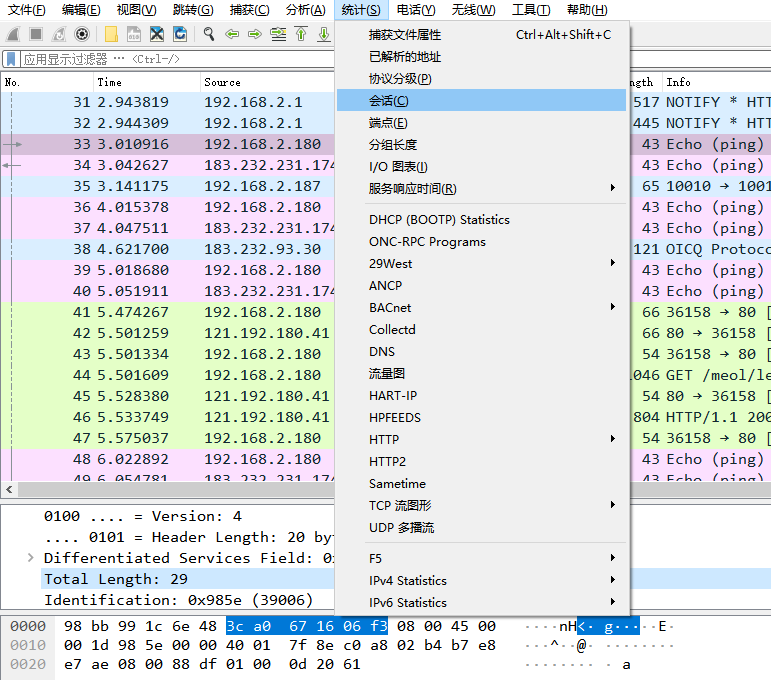 文件(F) 编辑(E) 视图(V) 跳转(G) 捕获(C) 分析(A) 统计(S) 电话(Y) 无线(W) 工具(T) 帮助(H)
应用显示过滤器 … <Ctrl-/>
捕获文件属性 Ctrl+Alt+Shift+C
已解析的地址
协议分级(P)
会话(C)
端点(E)
分组长度
I/O 图表(I)
服务响应时间(R)
DHCP (BOOTP) Statistics
ONC-RPC Programs
29West
ANCP
BACnet
Collectd
DNS
流量图
HART-IP
HPFEEDS
HTTP
HTTP2
Sametime
TCP 流图形
UDP 多播流
F5
IPv4 Statistics
IPv6 Statistics
No. Time Source ngth Info
31 2.943819 192.168.2.1 517 NOTIFY * HTT
32 2.944309 192.168.2.1 445 NOTIFY * HTT
33 3.010916 192.168.2.180 43 Echo (ping)
34 3.042627 183.232.231.174 43 Echo (ping)
35 3.141175 192.168.2.187 65 10010 → 1001
36 4.015378 192.168.2.180 43 Echo (ping)
37 4.047511 183.232.231.174 43 Echo (ping)
38 4.621700 183.232.93.30 121 OICQ Protoco
39 5.018680 192.168.2.180 43 Echo (ping)
40 5.051911 183.232.231.174 43 Echo (ping)
41 5.474267 192.168.2.180 66 36158 → 80 [
42 5.501259 121.192.180.41 66 80 → 36158 [
43 5.501334 192.168.2.180 54 36158 → 80 [
44 5.501609 192.168.2.180 1046 GET /meol/le
45 5.528380 121.192.180.41 54 80 → 36158 [
46 5.533749 121.192.180.41 804 HTTP/1.1 200
47 5.575037 192.168.2.180 54 36158 → 80 [
48 6.022892 192.168.2.180 43 Echo (ping)
49 6.054781 183.232.231.174 43 Echo (ping)
0100 .... = Version: 4
.... 0101 = Header Length: 20 by
Differentiated Services Field: 0
Total Length: 29
Identification: 0x985e (39006)
0000 98 bb 99 1c 6e 48 3c a0 67 16 06 f3 08 00 45 00 ····nH<· g·····E·
0010 00 1d 98 5e 00 00 40 01 7f 8e c0 a8 02 b4 b7 e8 ···^··@· ········
0020 e7 ae 08 00 88 df 01 00 0d 20 61 ········ · a